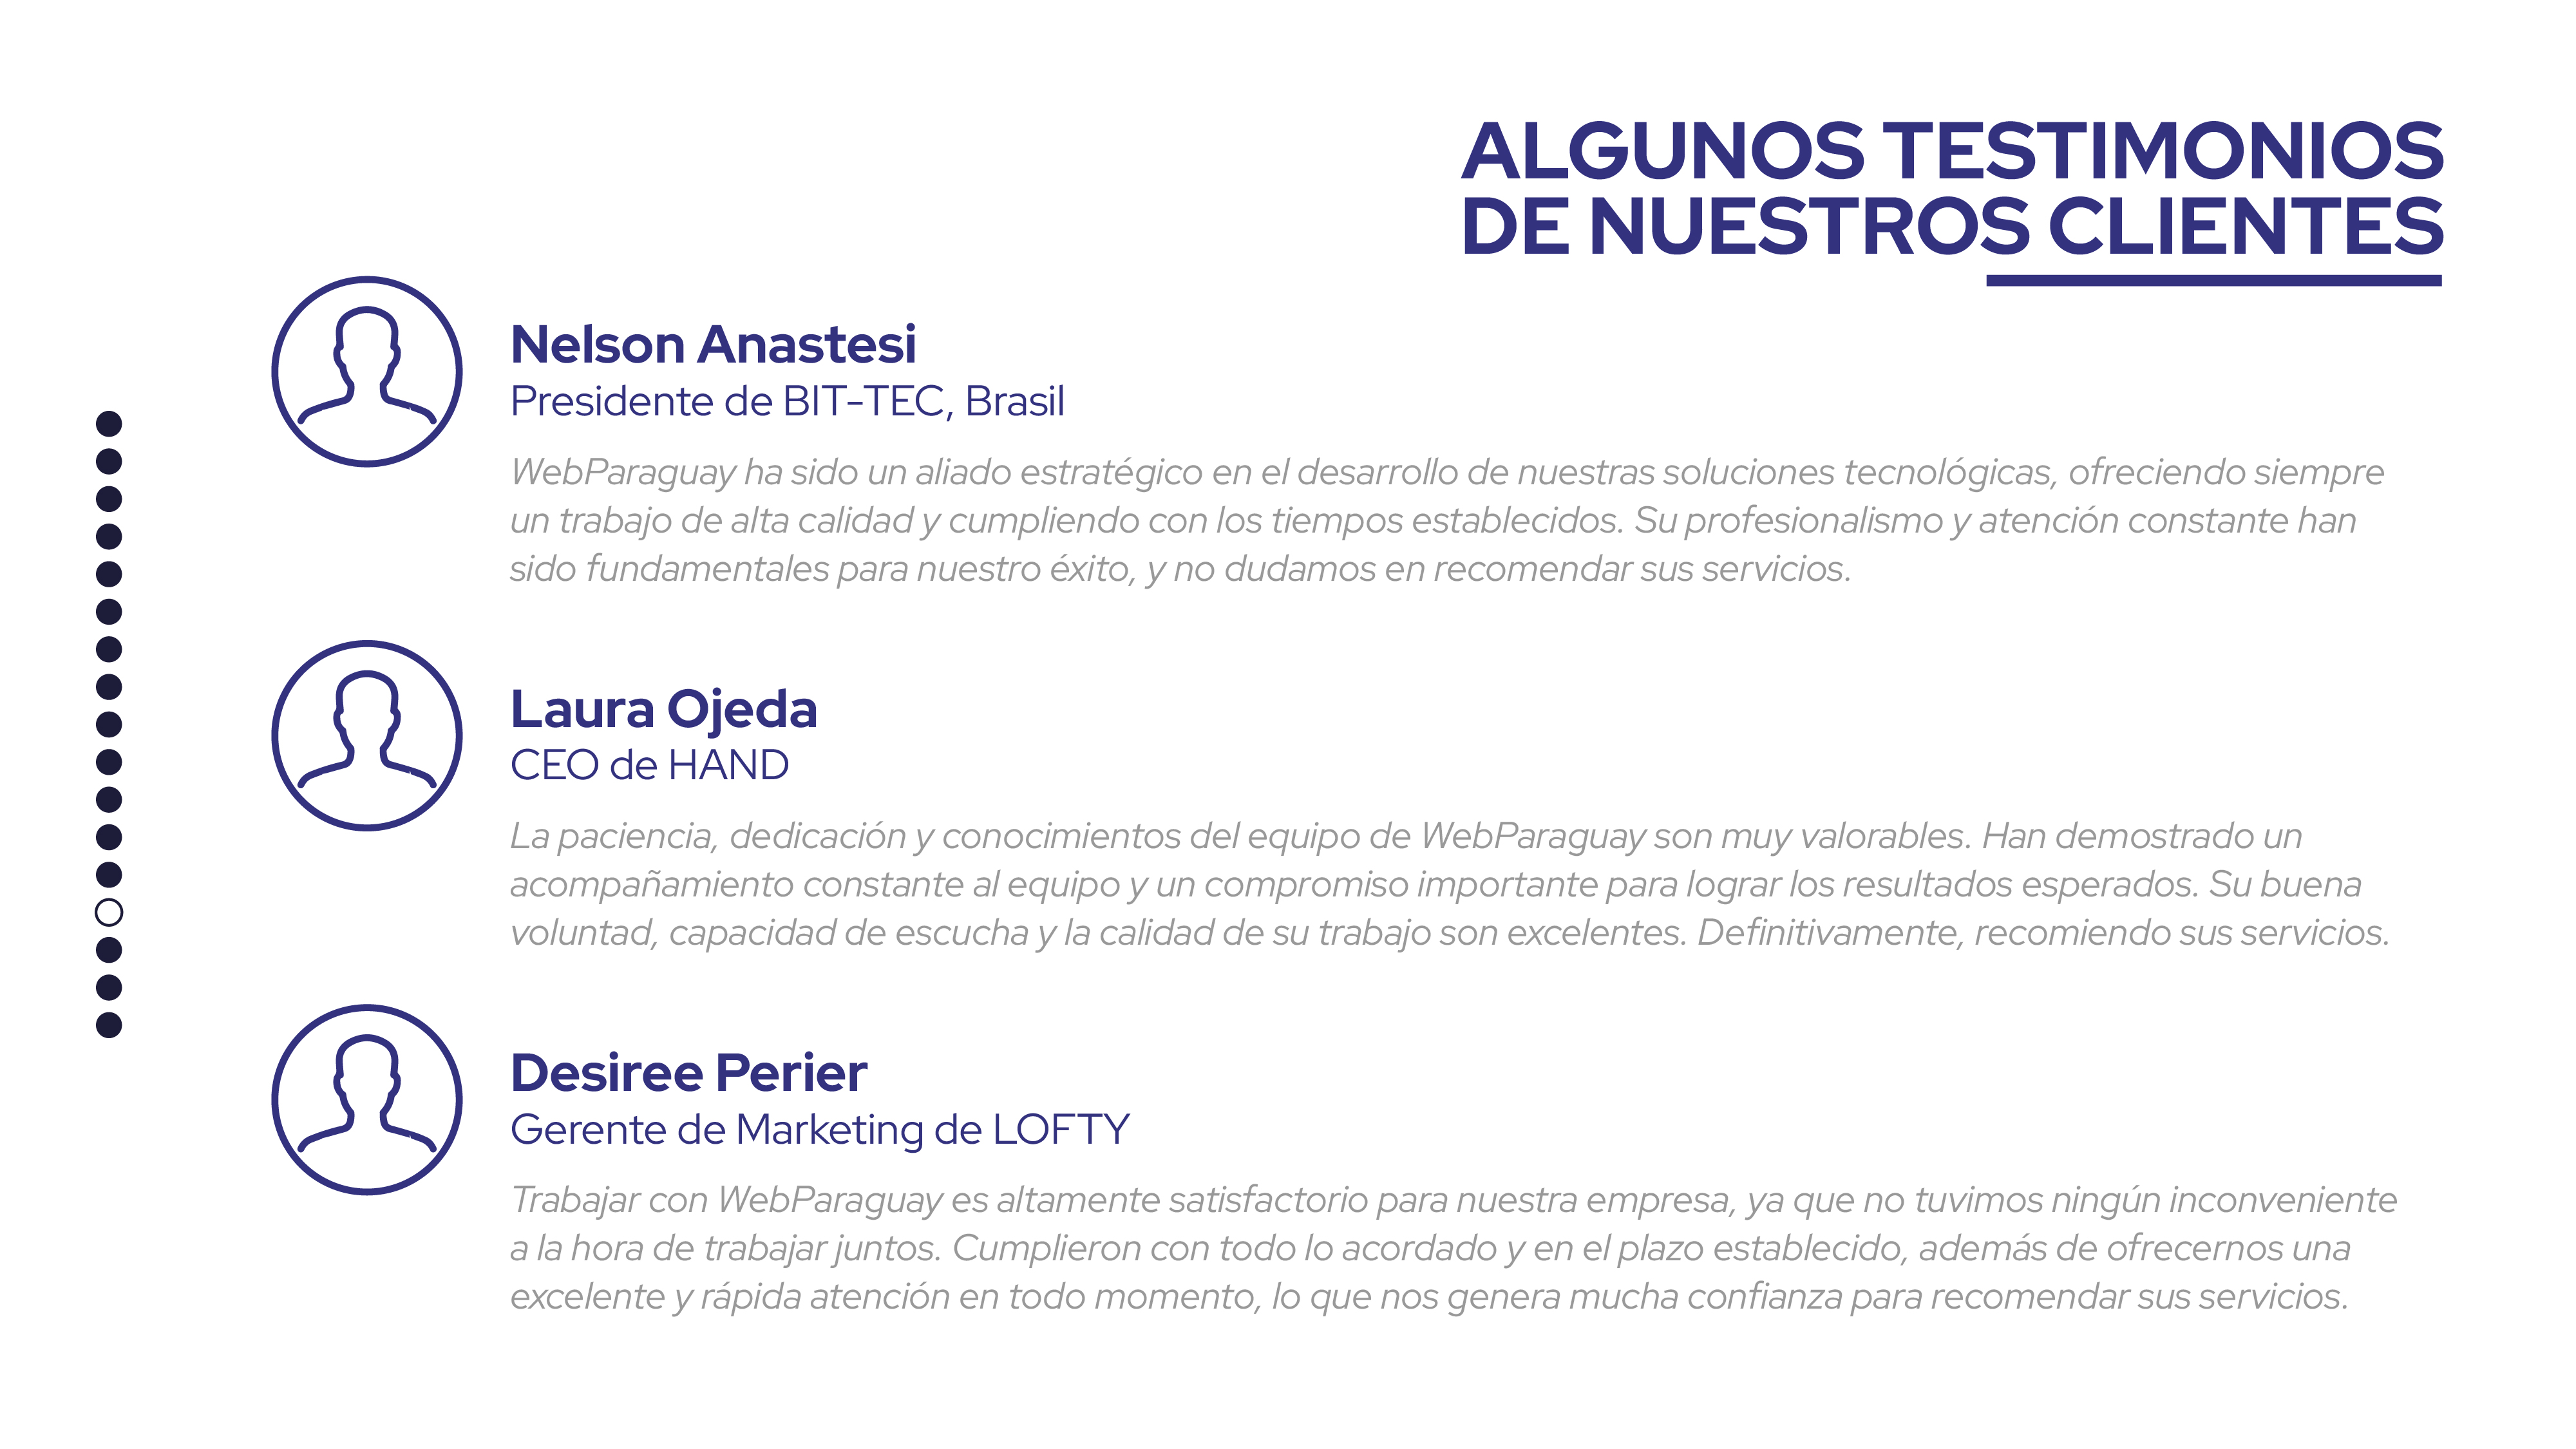 ALGUNOS TESTIMONIOS
DE NUESTROS CLIENTES
Nelson Anastesi
Presidente de BIT-TEC, Brasil
WebParaguay ha sido un aliado estratégico en el desarrollo de nuestras soluciones tecnológicas, ofreciendo siempre
un trabajo de alta calidad y cumpliendo con los tiempos establecidos. Su profesionalismo y atención constante han
sido fundamentales para nuestro éxito, y no dudamos en recomendar sus servicios.
Laura Ojeda
CEO de HAND
La paciencia, dedicación y conocimientos del equipo de WebParaguay son muy valorables. Han demostrado un
acompañamiento constante al equipo y un compromiso importante para lograr los resultados esperados. Su buena
voluntad, capacidad de escucha y la calidad de su trabajo son excelentes. Definitivamente, recomiendo sus servicios.
Desiree Perier
Gerente de Marketing de LOFTY
Trabajar con WebParaguay es altamente satisfactorio para nuestra empresa, ya que no tuvimos ningún inconveniente
a la hora de trabajar juntos. Cumplieron con todo lo acordado y en el plazo establecido, además de ofrecernos una
excelente y rápida atención en todo momento, lo que nos genera mucha confianza para recomendar sus servicios.